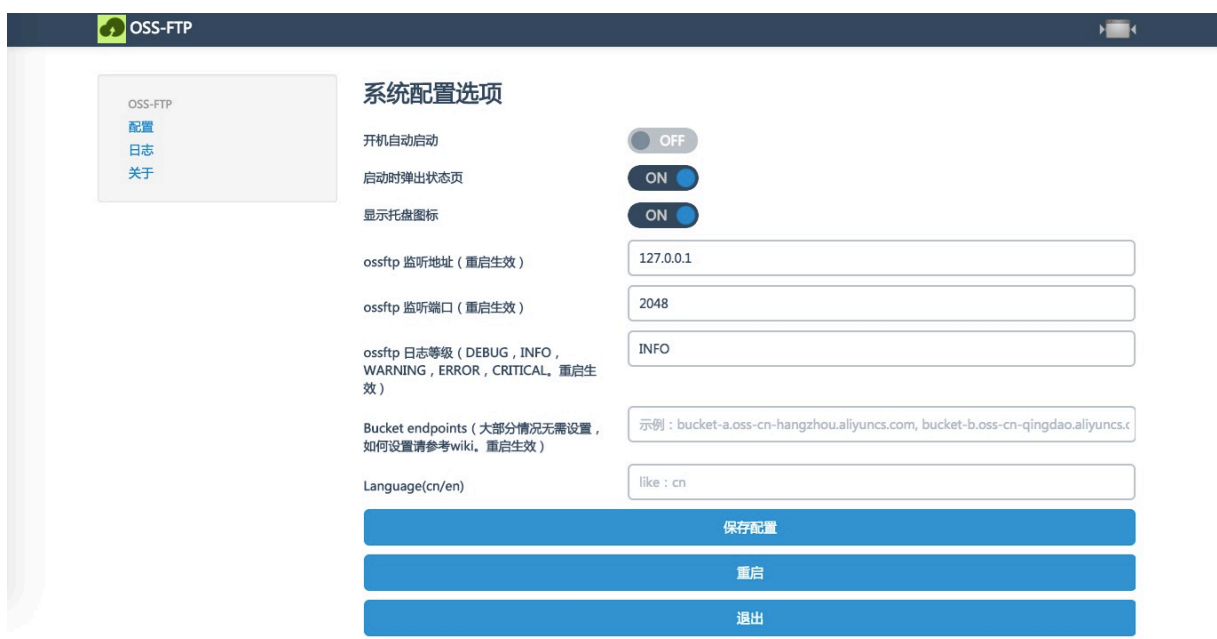 OSS-FTP
OSS-FTP
配置
日志
关于
系统配置选项
开机自动启动
OFF
启动时弹出状态页
ON
显示托盘图标
ON
ossftp 监听地址（重启生效）
127.0.0.1
ossftp 监听端口（重启生效）
2048
ossftp 日志等级（DEBUG，INFO，
WARNING，ERROR，CRITICAL。重启生
效）
INFO
Bucket endpoints（大部分情况无需设置，
如何设置请参考wiki。重启生效）
示例：bucket-a.oss-cn-hangzhou.aliyuncs.com, bucket-b.oss-cn-qingdao.aliyuncs.c
Language(cn/en)
like：cn
保存配置
重启
退出